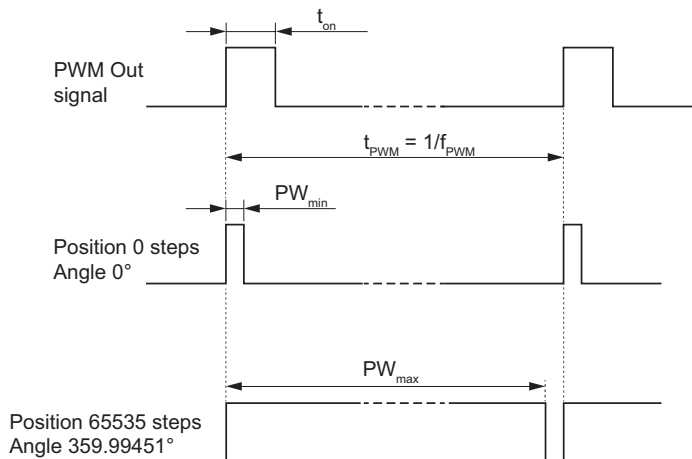 t_on
PWM Out
signal
t_PWM = 1/f_PWM
PW_min
Position 0 steps
Angle 0°
PW_max
Position 65535 steps
Angle 359.99451°